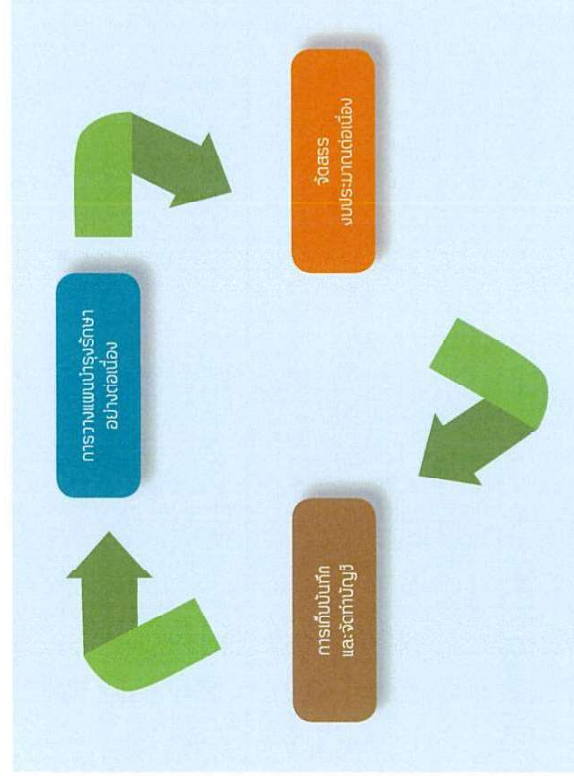 การวางแผนบำรุงรักษา
อย่างต่อเนื่อง
จัดสรร
งบประมาณต่อเนื่อง
การเก็บบันทึก
และจัดทำบัญชี